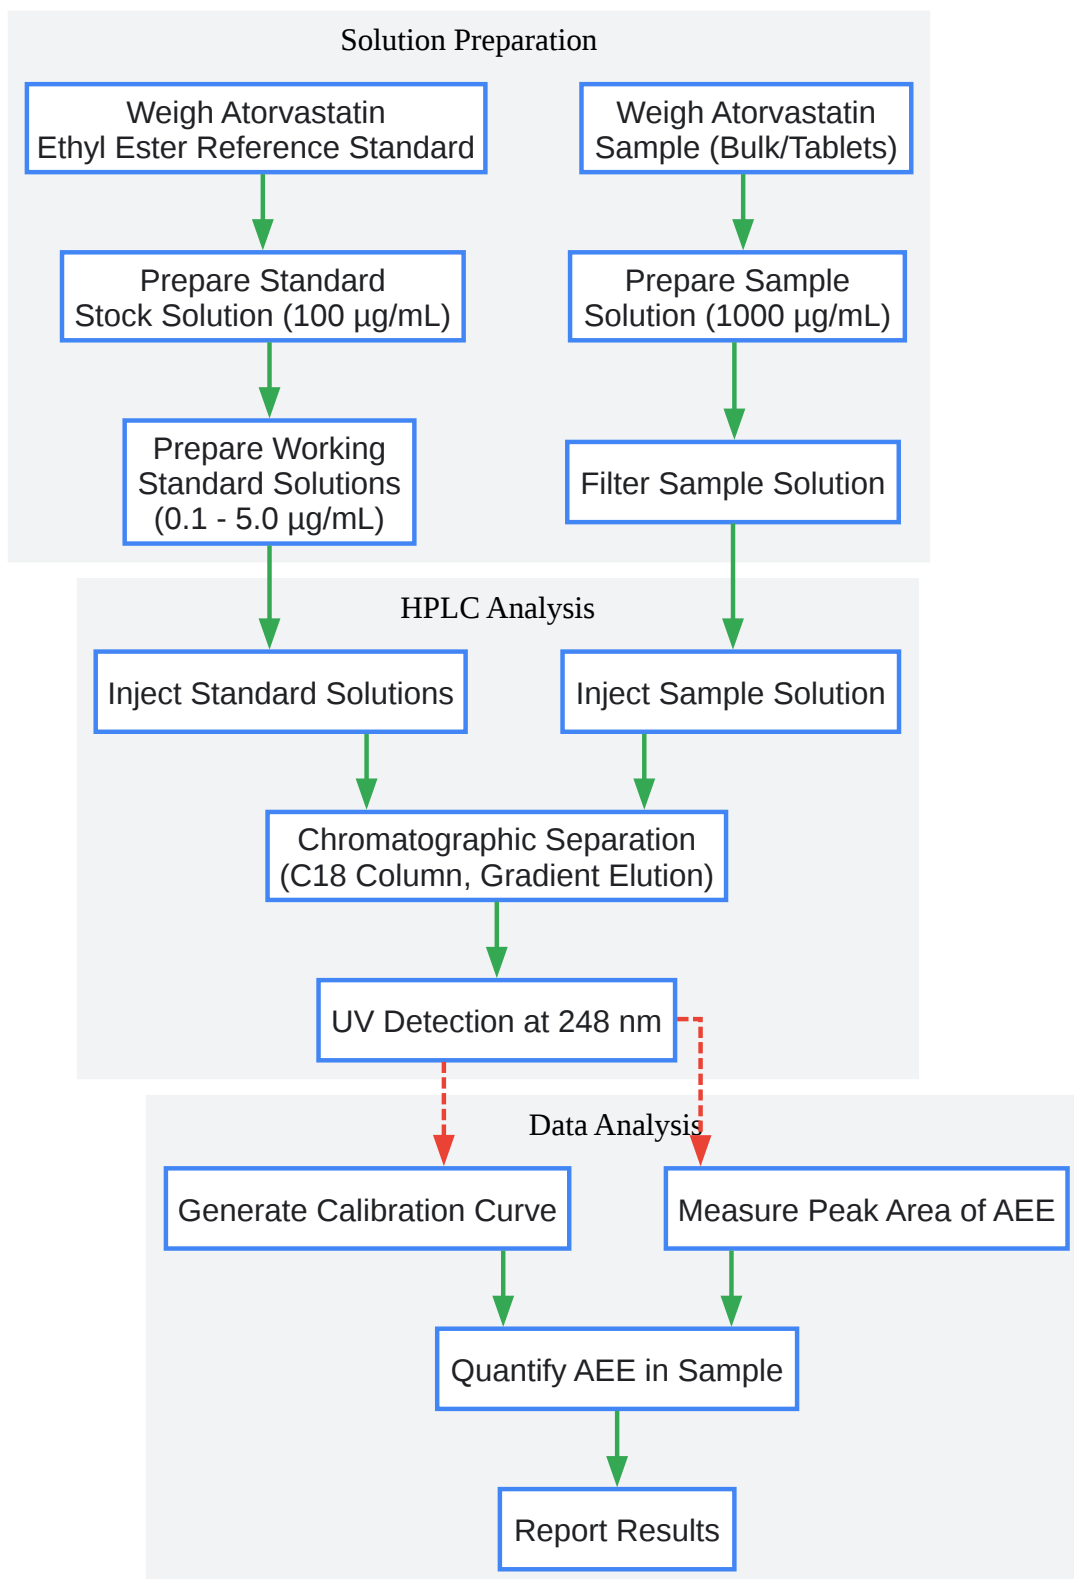 Solution Preparation
Weigh Atorvastatin
Ethyl Ester Reference Standard
Weigh Atorvastatin
Sample (Bulk/Tablets)
Prepare Standard
Stock Solution (100 µg/mL)
Prepare Sample
Solution (1000 µg/mL)
Prepare Working
Standard Solutions
(0.1 - 5.0 µg/mL)
Filter Sample Solution
HPLC Analysis
Inject Standard Solutions
Inject Sample Solution
Chromatographic Separation
(C18 Column, Gradient Elution)
UV Detection at 248 nm
Data Analysis
Generate Calibration Curve
Measure Peak Area of AEE
Quantify AEE in Sample
Report Results